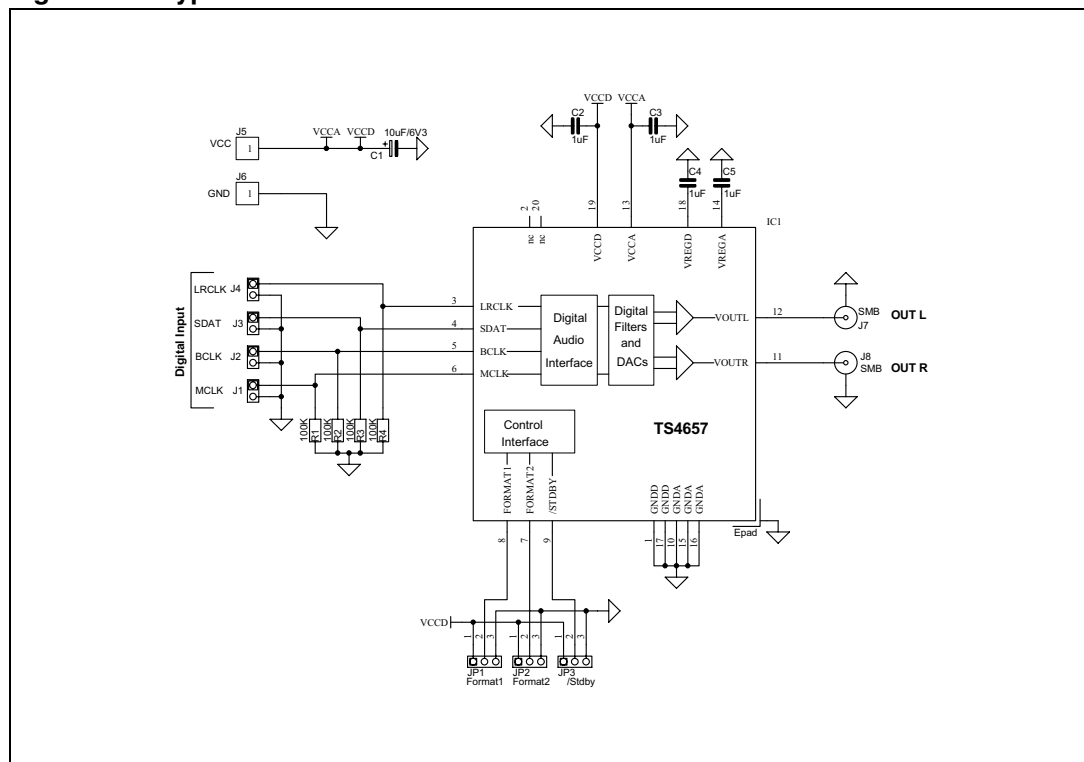 VCCD VCCA
C2 C3
1uF 1uF
10uF/6V3
J5 VCCA VCCD
VCC 1 + C1
C4 C5
1uF 1uF
J6
GND 1
2 20 19 13 18 14
IC1
nc nc VCCD VCCA VREGD VREGA
Digital Input
LRCLK J4
SDAT J3
BCLK J2
MCLK J1
3 LRCLK
4 SDAT
5 BCLK
6 MCLK
Digital Audio Interface
Digital Filters and DACs
VOUTL 12
VOUTR 11
SMB
J7
OUT L
J8
SMB
OUT R
100K R1 100K R2 100K R3 100K R4
Control Interface
TS4657
FORMAT1 FORMAT2 /STDBY
GNDD GNDD GNDA GNDA GNDA
Epad
8 7 9
1 17 10 15 16
VCCD
1 2 3 1 2 3 1 2 3
JP1 JP2 JP3
Format1 Format2 /Stdby